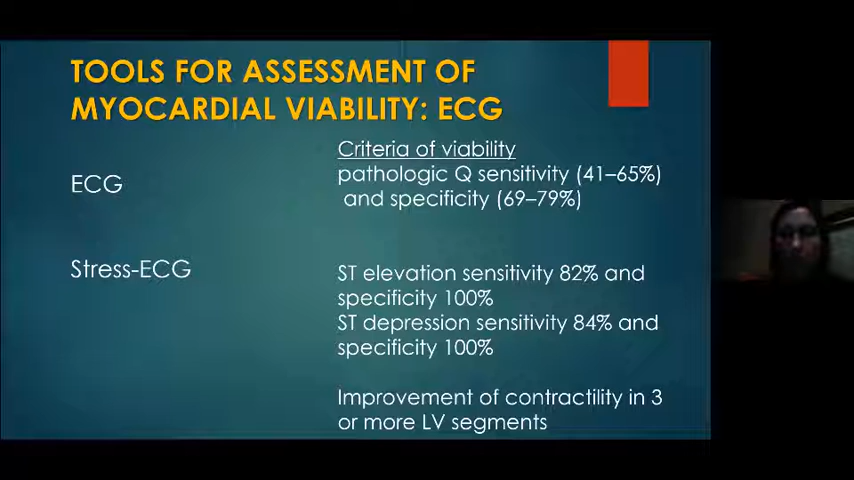 TOOLS FOR ASSESSMENT OF
MYOCARDIAL VIABILITY: ECG
ECG
Criteria of viability
pathologic Q sensitivity (41–65%)
and specificity (69–79%)
Stress-ECG
ST elevation sensitivity 82% and
specificity 100%
ST depression sensitivity 84% and
specificity 100%
Improvement of contractility in 3
or more LV segments